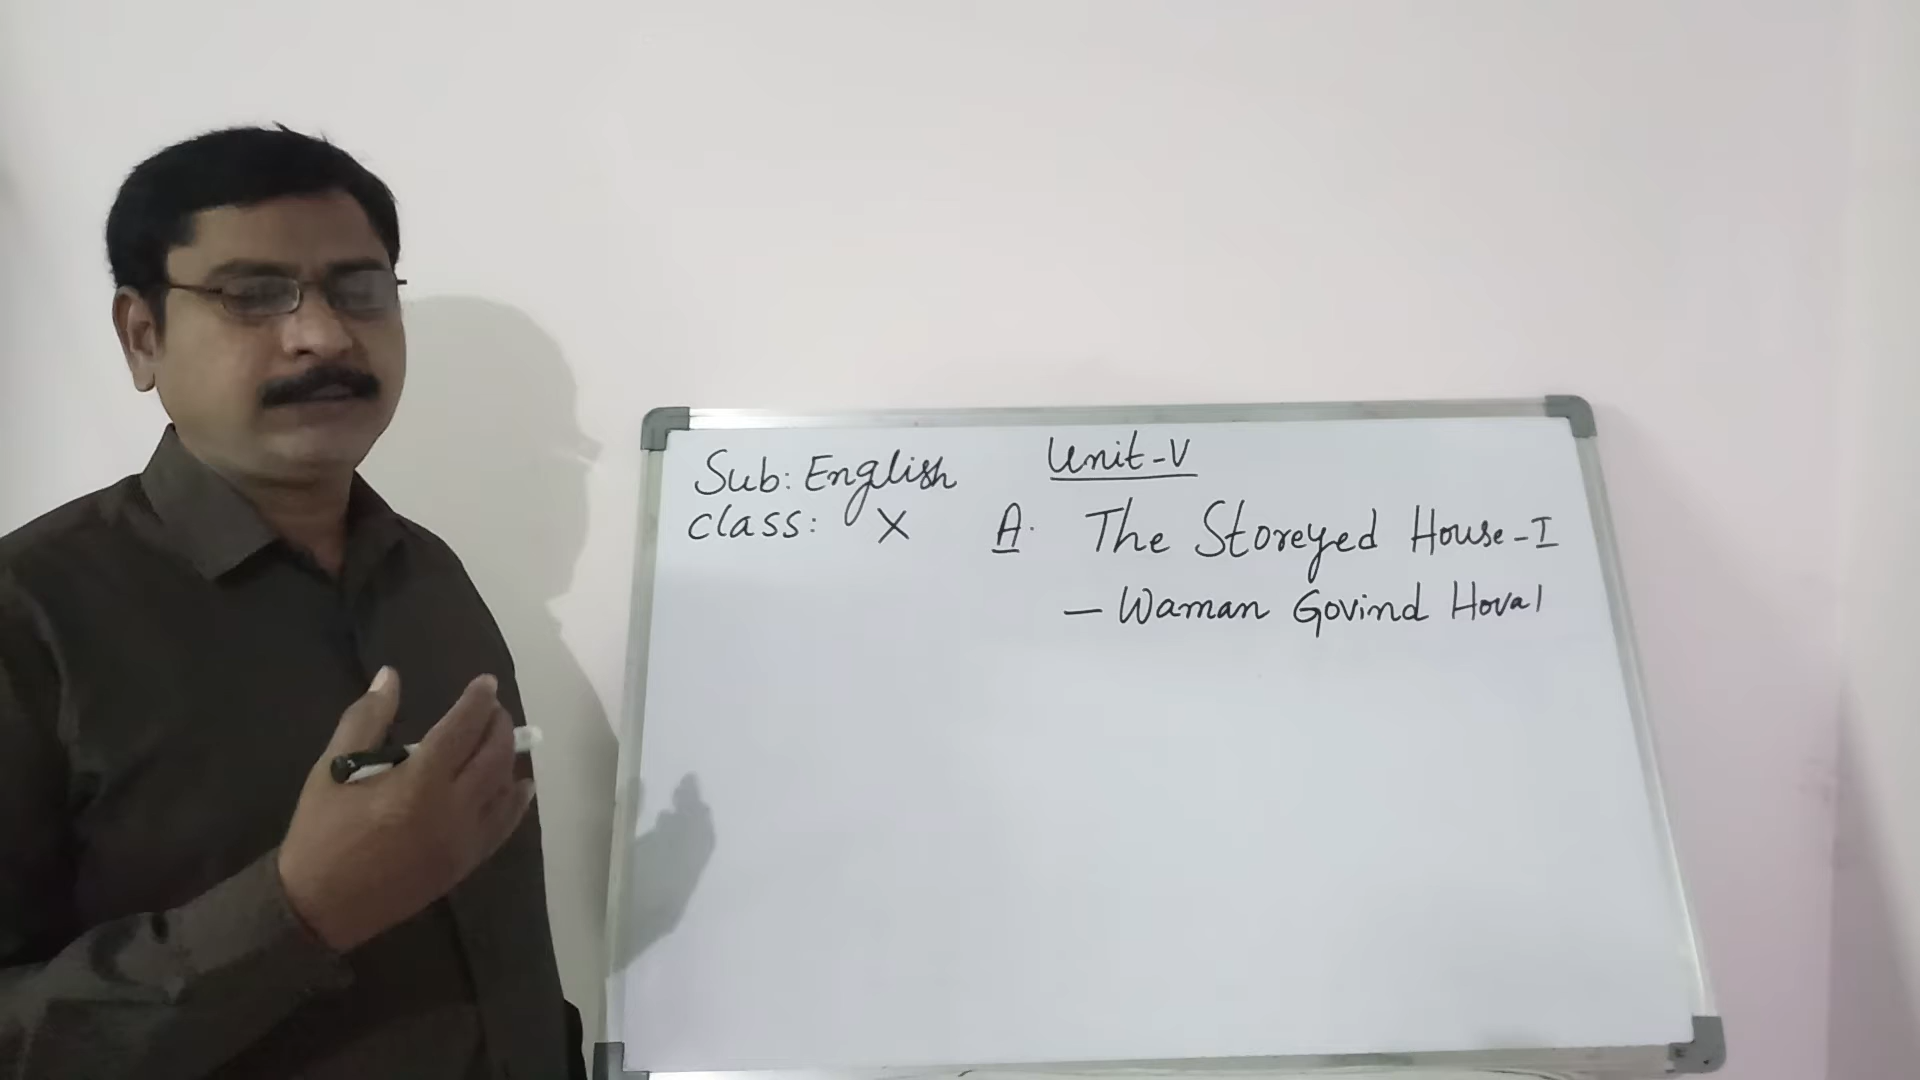 Sub: English
Class: X
Unit-V
A. The Storeyed House-I
— Waman Govind Hoval